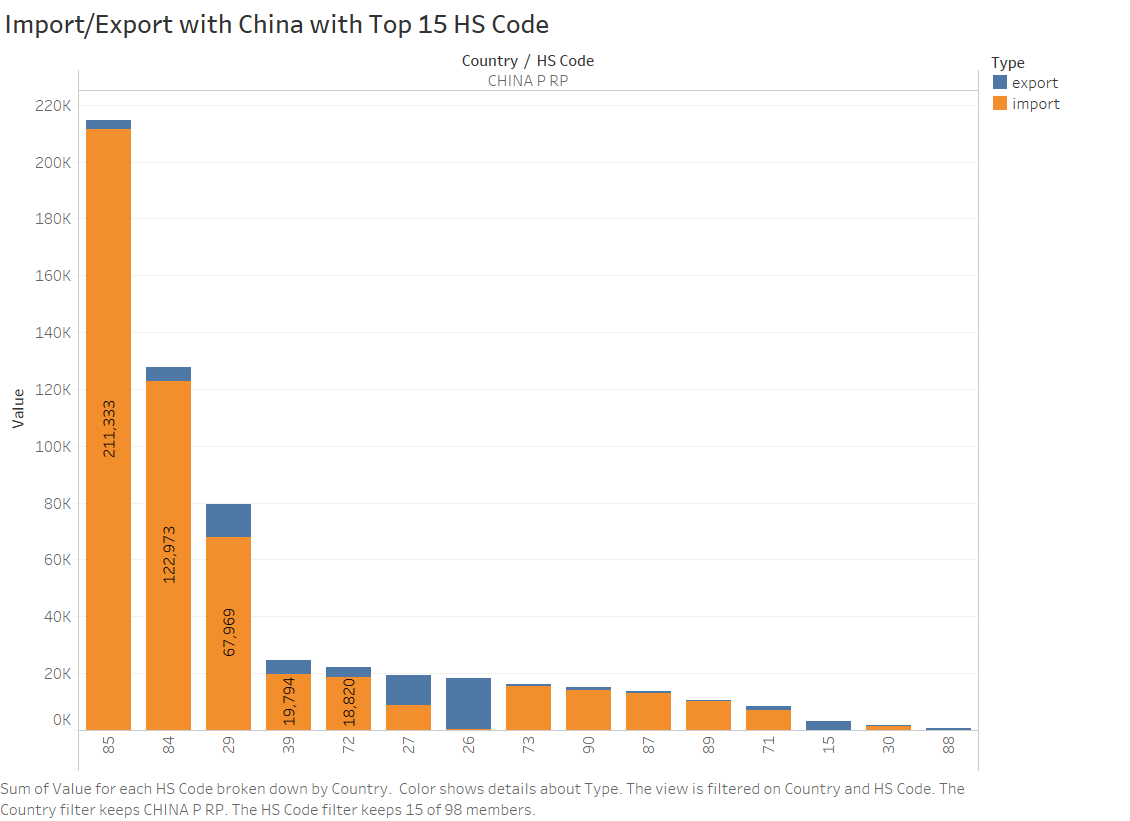 Import/Export with China with Top 15 HS Code
Country / HS Code
CHINA P RP
Type
export
import
220K
200K
180K
160K
140K
120K
100K
80K
60K
40K
20K
0K
Value
211,333
122,973
67,969
19,794
18,820
85 84 29 39 72 27 26 73 90 87 89 71 15 30 88
Sum of Value for each HS Code broken down by Country. Color shows details about Type. The view is filtered on Country and HS Code. The
Country filter keeps CHINA P RP. The HS Code filter keeps 15 of 98 members.